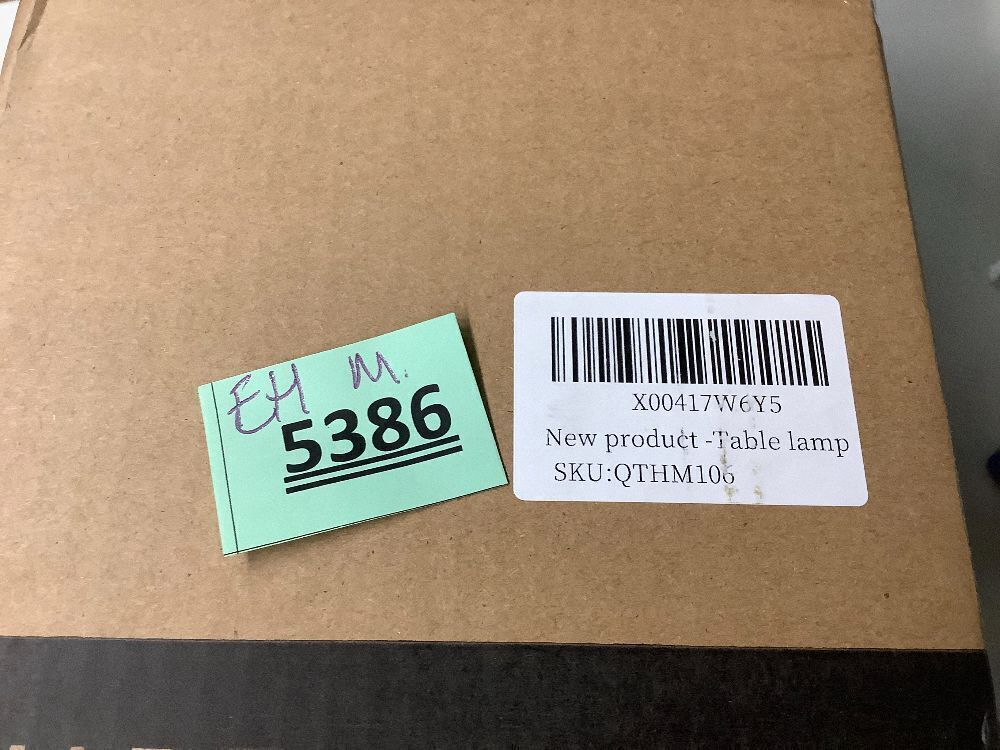 EH M.
5386
X00417W6Y5
New product -Table lamp
SKU:QTHM106